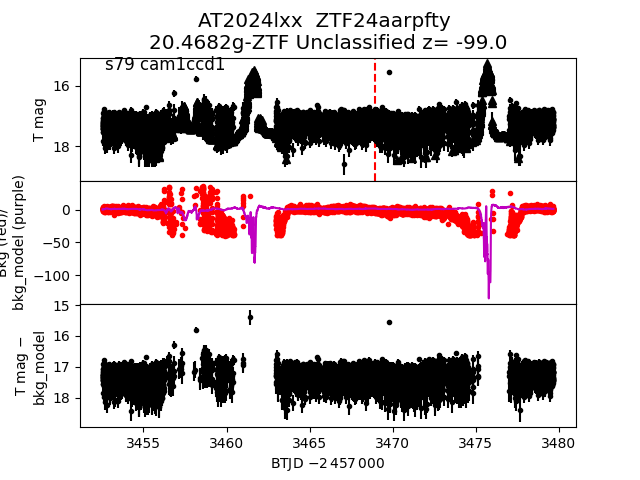 AT2024lxx  ZTF24aarpfty
20.4682g-ZTF Unclassified z= -99.0
s79 cam1ccd1
T mag
16
18
Bkg (red)/
bkg_model (purple)
0
−50
−100
T mag −
bkg_model
15
16
17
18
3455 3460 3465 3470 3475 3480
BTJD −2 457 000